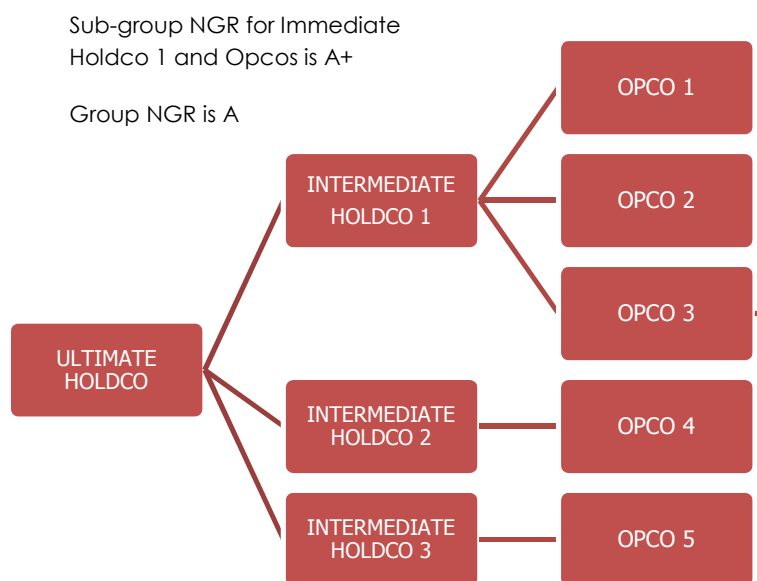 Sub-group NGR for Immediate
Holdco 1 and Opcos is A+
Group NGR is A
OPCO 1
INTERMEDIATE
HOLDCO 1
OPCO 2
OPCO 3
ULTIMATE
HOLDCO
INTERMEDIATE
HOLDCO 2
OPCO 4
INTERMEDIATE
HOLDCO 3
OPCO 5